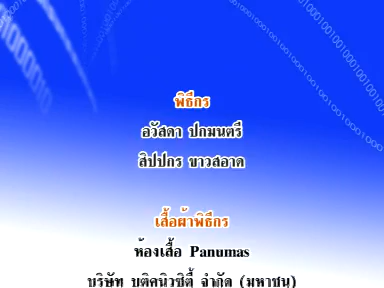 พิธีกร
อวัสดา ปกมนตรี
สิปปกร ขาวสอาด
เสื้อผ้าพิธีกร
ห้องเสื้อ Panumas
บริษัท บูติคนิวซิตี้ จำกัด (มหาชน)